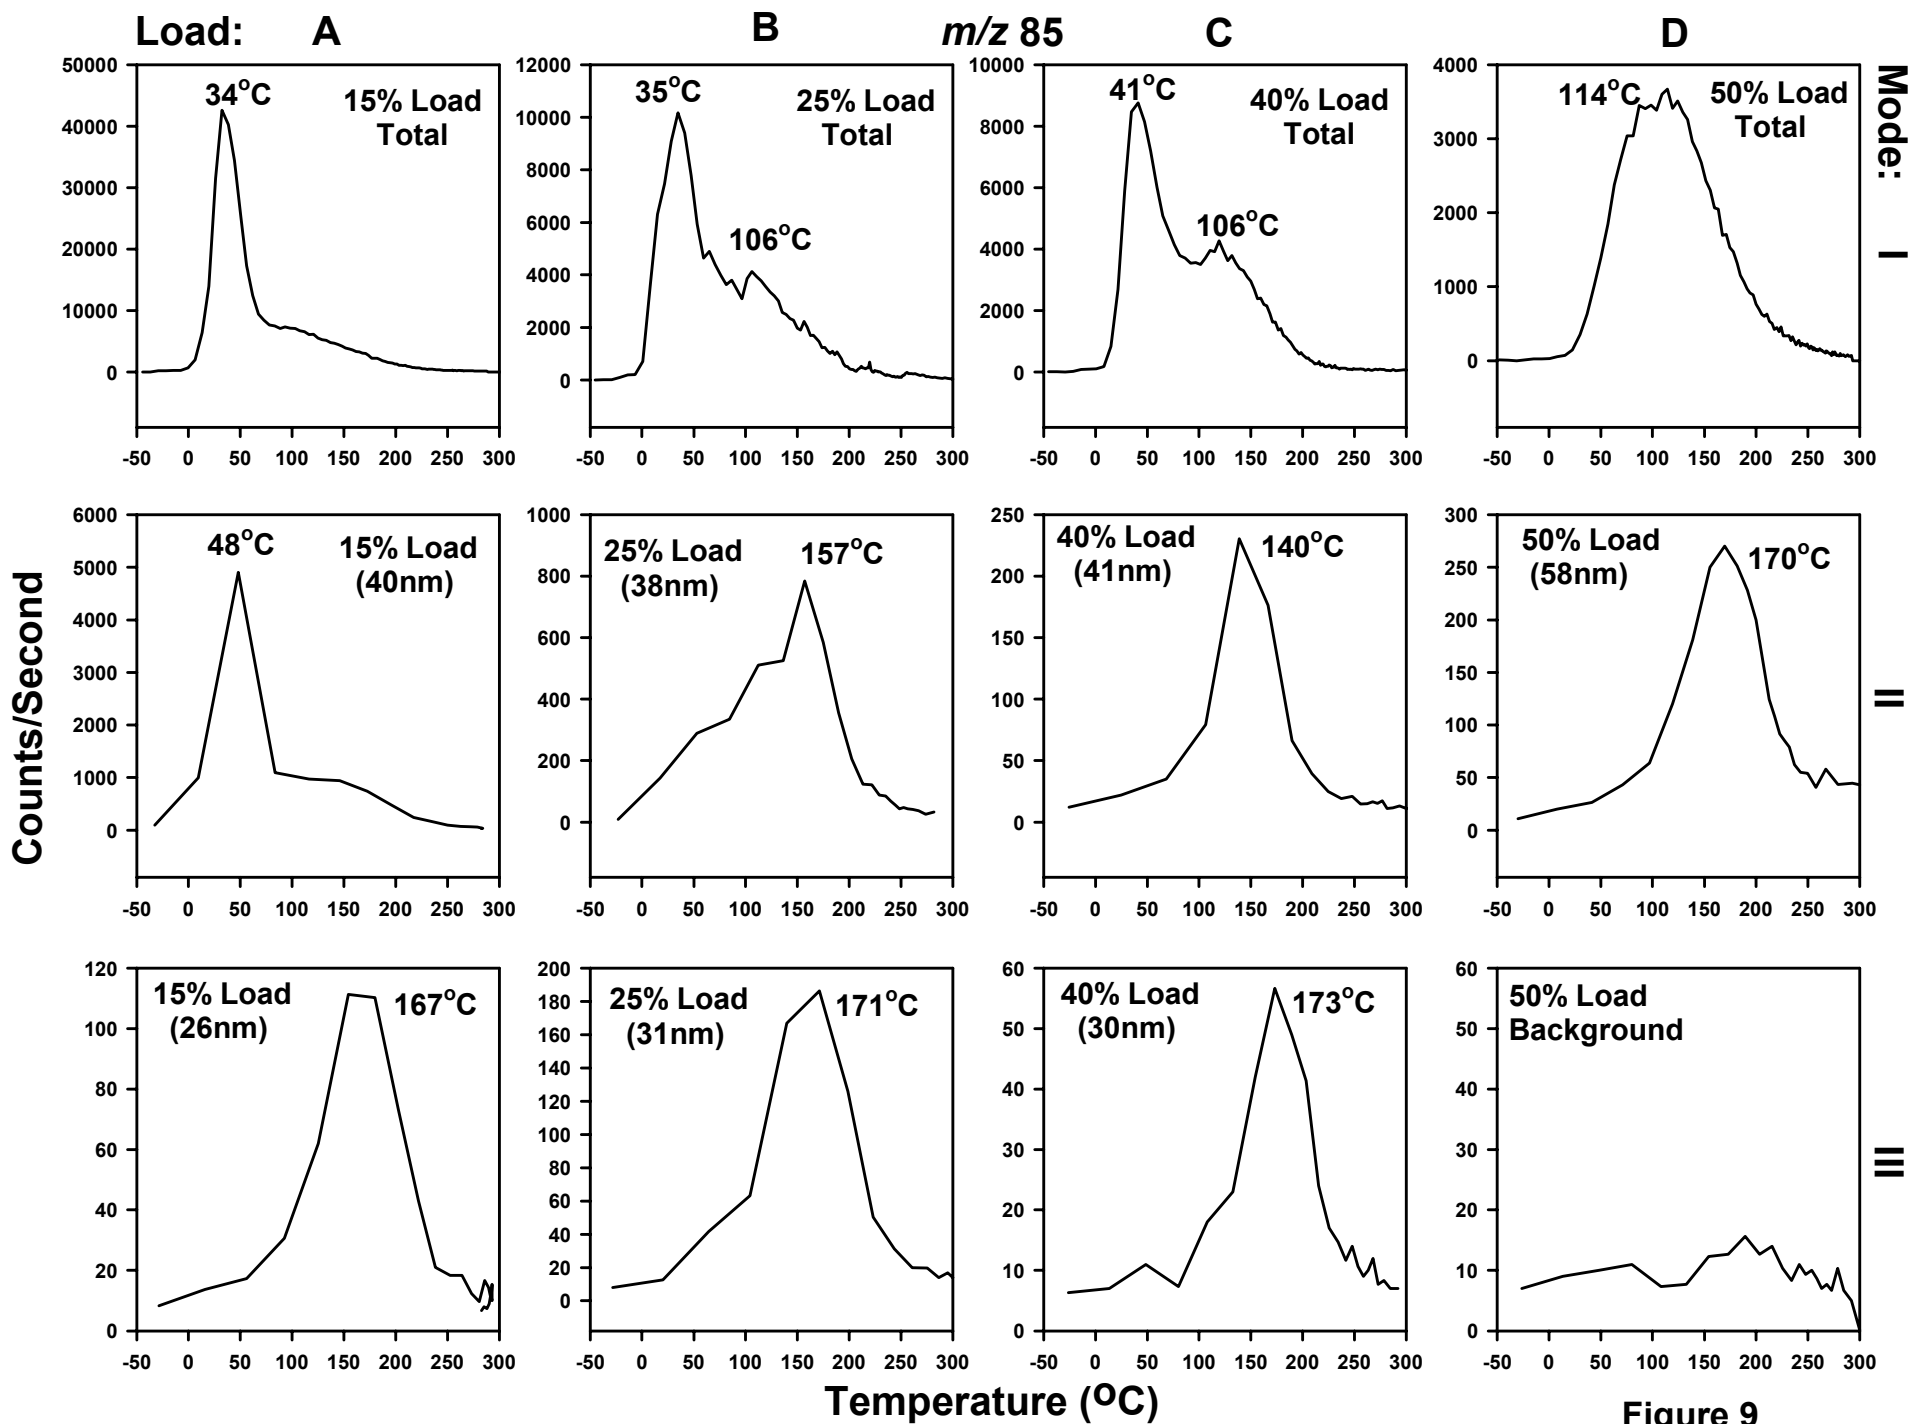 Load: A B m/z 85 C D
Mode: I II III
Counts/Second
50000
40000
30000
20000
10000
0
34°C
15% Load
Total
-50 0 50 100 150 200 250 300
12000
10000
8000
6000
4000
2000
0
35°C
106°C
25% Load
Total
-50 0 50 100 150 200 250 300
10000
8000
6000
4000
2000
0
41°C
106°C
40% Load
Total
-50 0 50 100 150 200 250 300
4000
3000
2000
1000
0
114°C
50% Load
Total
-50 0 50 100 150 200 250 300
6000
5000
4000
3000
2000
1000
0
48°C
15% Load
(40nm)
-50 0 50 100 150 200 250 300
1000
800
600
400
200
0
25% Load
(38nm)
157°C
-50 0 50 100 150 200 250 300
250
200
150
100
50
0
40% Load
(41nm)
140°C
-50 0 50 100 150 200 250 300
300
250
200
150
100
50
0
50% Load
(58nm)
170°C
-50 0 50 100 150 200 250 300
120
100
80
60
40
20
0
15% Load
(26nm)
167°C
-50 0 50 100 150 200 250 300
200
180
160
140
120
100
80
60
40
20
0
25% Load
(31nm)
171°C
-50 0 50 100 150 200 250 300
60
50
40
30
20
10
0
40% Load
(30nm)
173°C
-50 0 50 100 150 200 250 300
60
50
40
30
20
10
0
50% Load
Background
-50 0 50 100 150 200 250 300
Temperature (°C)
Figure 9